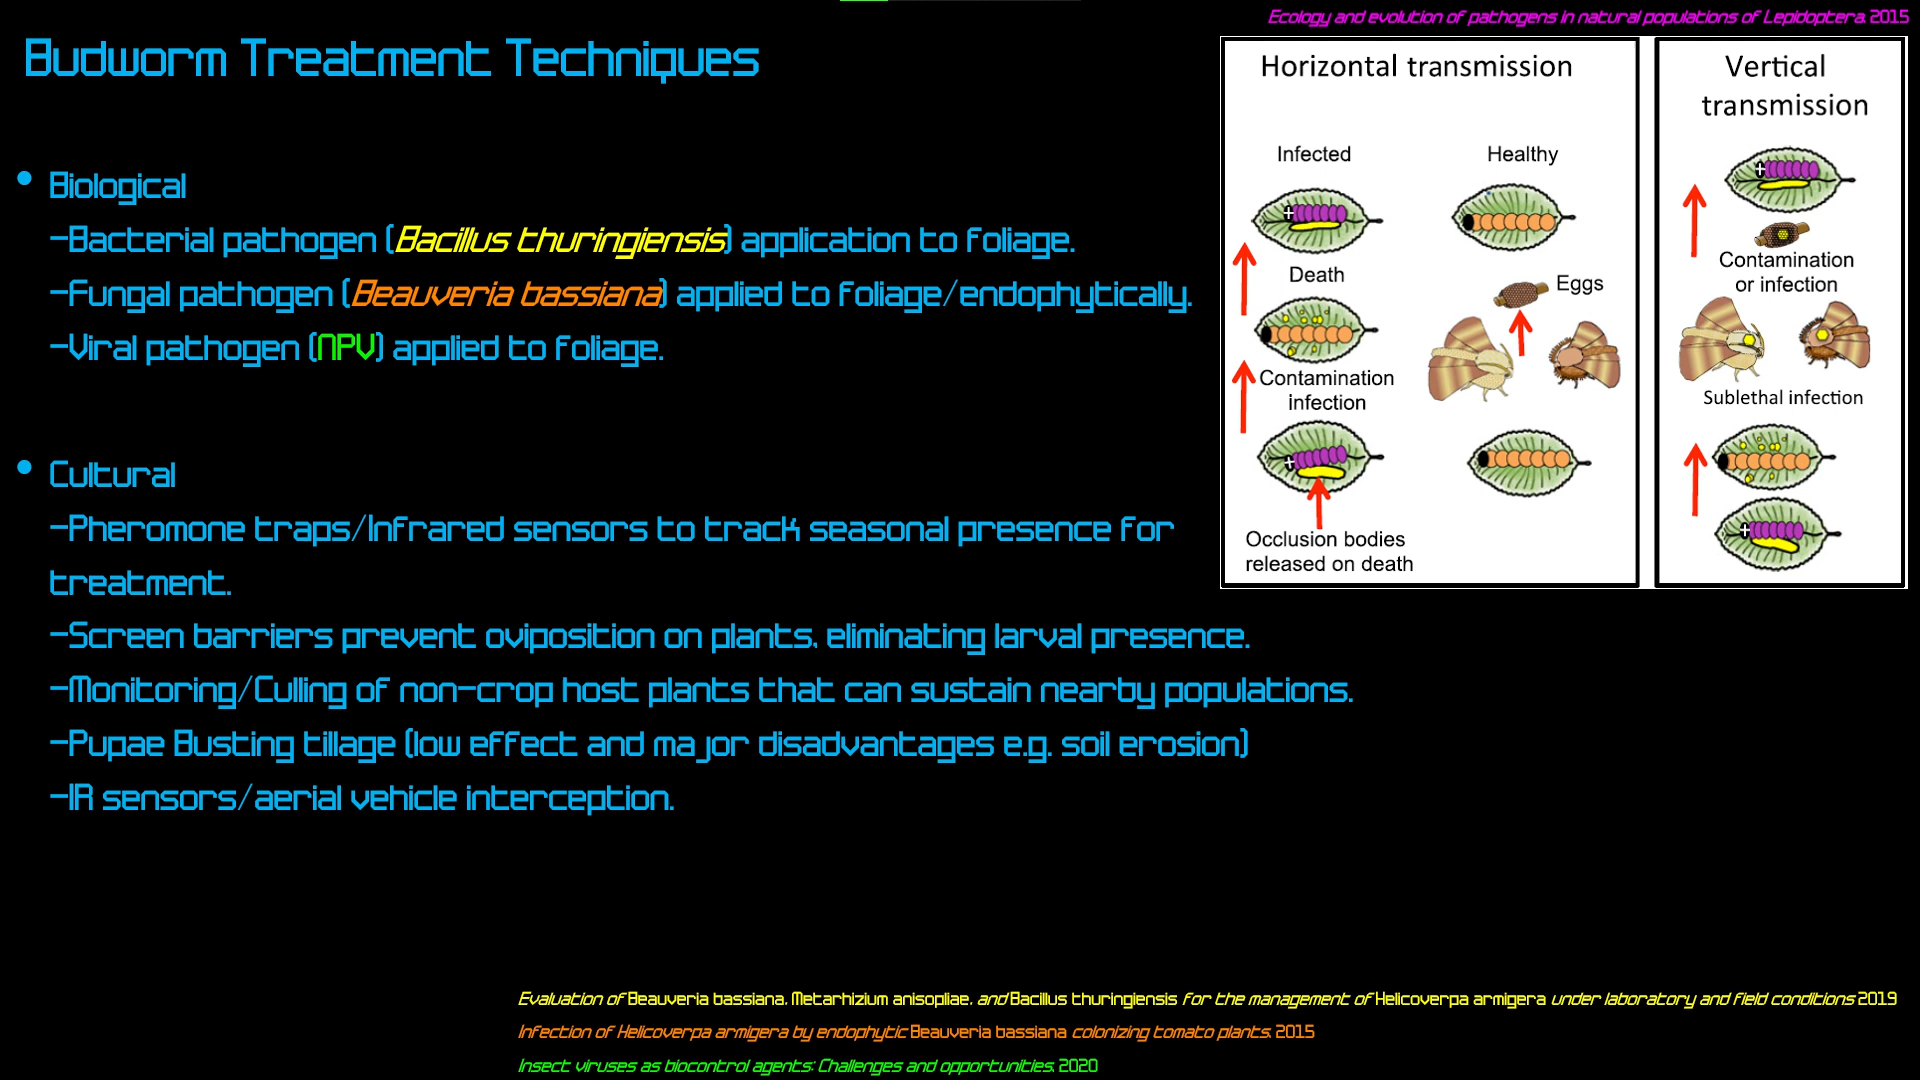 Ecology and evolution of pathogens in natural populations of Lepidoptera. 2015
Budworm Treatment Techniques
• Biological
-Bacterial pathogen (Bacillus thuringiensis) application to foliage.
-Fungal pathogen (Beauveria bassiana) applied to foliage/endophytically.
-Viral pathogen (NPV) applied to foliage.
• Cultural
-Pheromone traps/Infrared sensors to track seasonal presence for
treatment.
-Screen barriers prevent oviposition on plants, eliminating larval presence.
-Monitoring/Culling of non-crop host plants that can sustain nearby populations.
-Pupae Busting tillage (low effect and major disadvantages e.g. soil erosion)
-IR sensors/aerial vehicle interception.
Horizontal transmission
Infected
Healthy
Death
Eggs
Contamination
infection
Occlusion bodies
released on death
Vertical
transmission
Contamination
or infection
Sublethal infection
Evaluation of Beauveria bassiana, Metarhizium anisopliae, and Bacillus thuringiensis for the management of Helicoverpa armigera under laboratory and field conditions 2019
Infection of Helicoverpa armigera by endophytic Beauveria bassiana colonizing tomato plants. 2015
Insect viruses as biocontrol agents: Challenges and opportunities. 2020